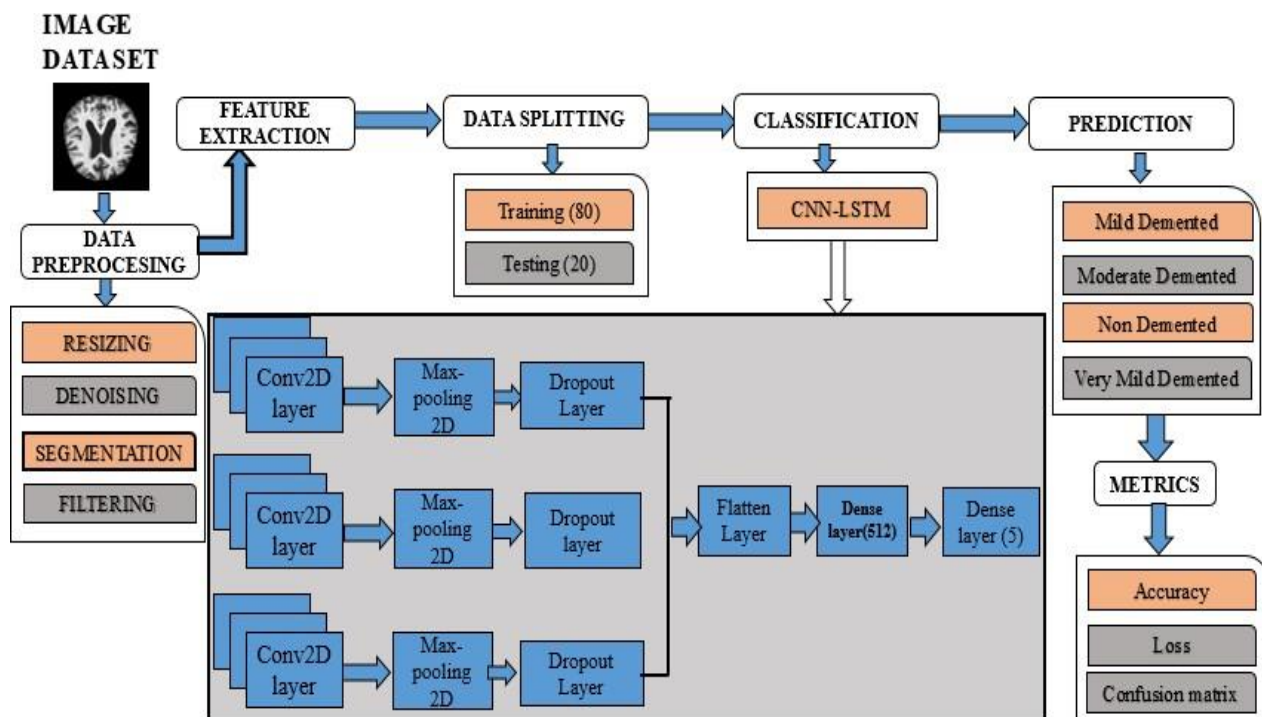 IMAGE
DATASET
FEATURE
EXTRACTION
DATA SPLITTING
CLASSIFICATION
PREDICTION
DATA
PREPROCESING
Training (80)
Testing (20)
CNN-LSTM
Mild Demented
Moderate Demented
Non Demented
Very Mild Demented
RESIZING
DENOISING
SEGMENTATION
FILTERING
Conv2D
layer
Max-
pooling
2D
Dropout
Layer
Conv2D
layer
Max-
pooling
2D
Dropout
layer
Conv2D
layer
Max-
pooling
2D
Dropout
Layer
Flatten
Layer
Dense
layer(512)
Dense
layer (5)
METRICS
Accuracy
Loss
Confusion matrix